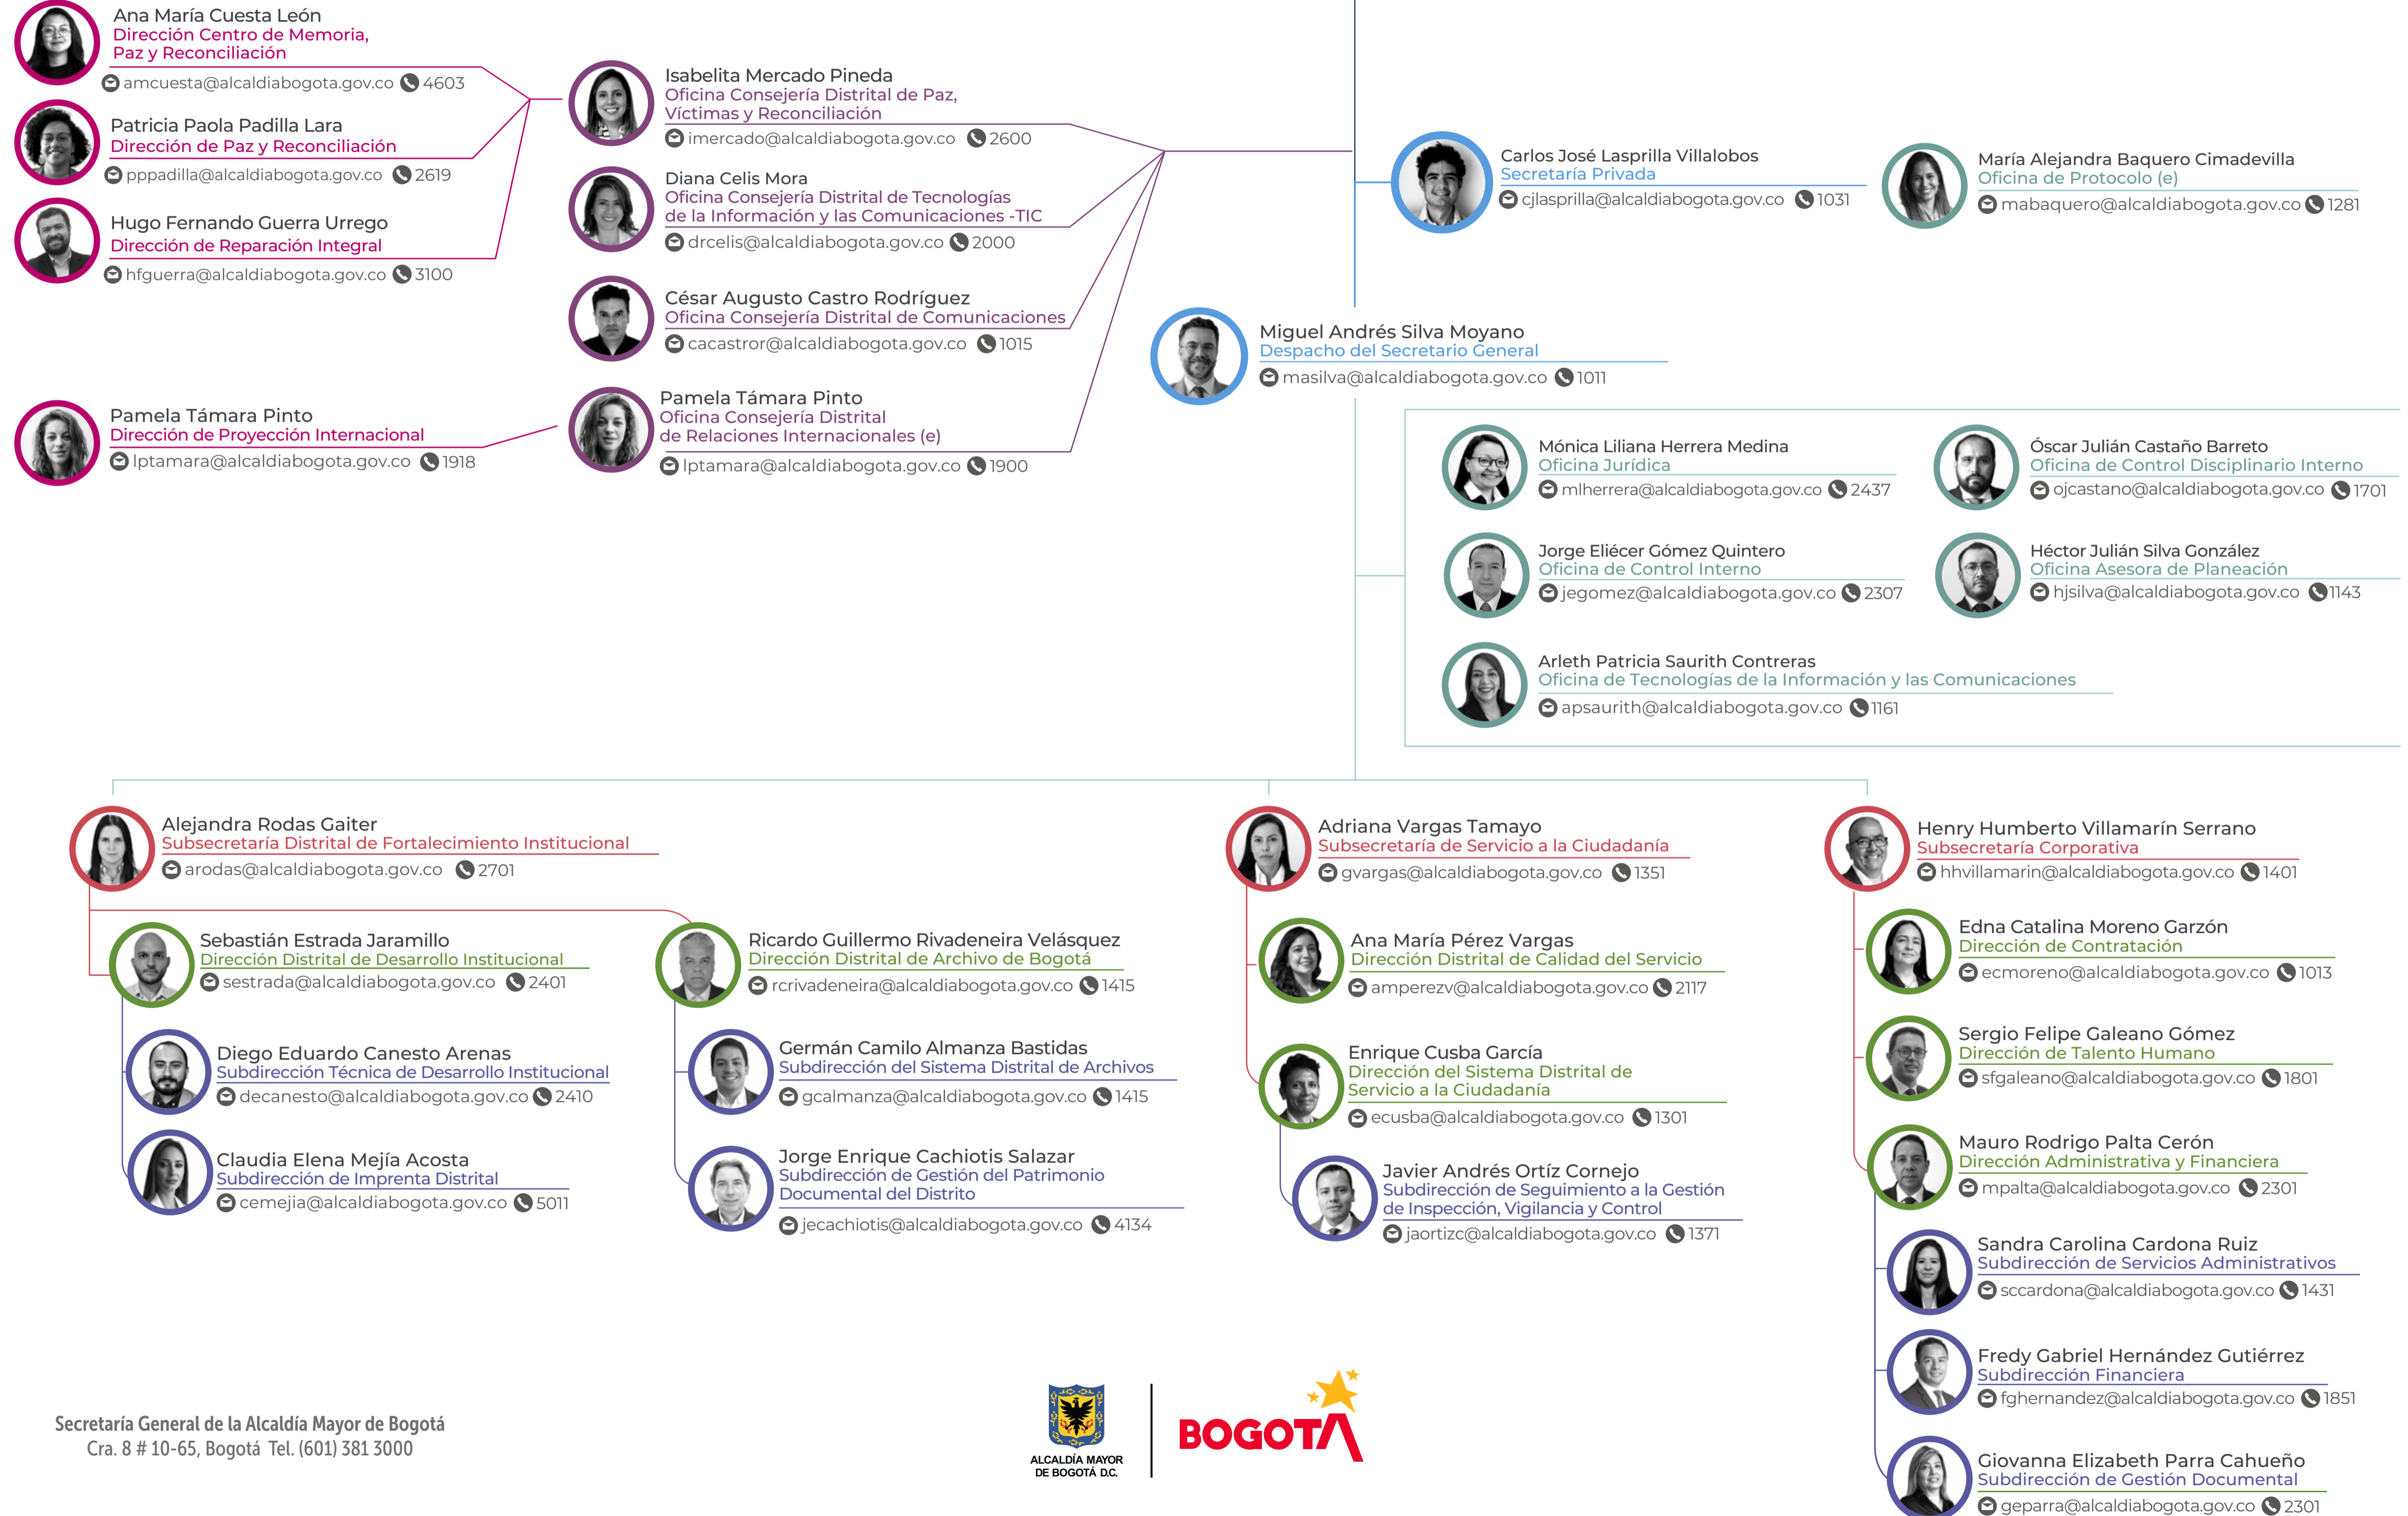 Ana María Cuesta León
Dirección Centro de Memoria,
Paz y Reconciliación
amcuesta@alcaldiabogota.gov.co 4603
Patricia Paola Padilla Lara
Dirección de Paz y Reconciliación
pppadilla@alcaldiabogota.gov.co 2619
Hugo Fernando Guerra Urrego
Dirección de Reparación Integral
hfguerra@alcaldiabogota.gov.co 3100
Pamela Támara Pinto
Dirección de Proyección Internacional
lptamara@alcaldiabogota.gov.co 1918
Isabelita Mercado Pineda
Oficina Consejería Distrital de Paz,
Víctimas y Reconciliación
imercado@alcaldiabogota.gov.co 2600
Diana Celis Mora
Oficina Consejería Distrital de Tecnologías
de la Información y las Comunicaciones -TIC
drcelis@alcaldiabogota.gov.co 2000
César Augusto Castro Rodríguez
Oficina Consejería Distrital de Comunicaciones
cacastror@alcaldiabogota.gov.co 1015
Pamela Támara Pinto
Oficina Consejería Distrital
de Relaciones Internacionales (e)
lptamara@alcaldiabogota.gov.co 1900
Carlos José Lasprilla Villalobos
Secretaría Privada
cjlasprilla@alcaldiabogota.gov.co 1031
María Alejandra Baquero Cimadevilla
Oficina de Protocolo (e)
mabaquero@alcaldiabogota.gov.co 1281
Miguel Andrés Silva Moyano
Despacho del Secretario General
masilva@alcaldiabogota.gov.co 1011
Mónica Liliana Herrera Medina
Oficina Jurídica
mlherrera@alcaldiabogota.gov.co 2437
Óscar Julián Castaño Barreto
Oficina de Control Disciplinario Interno
ojcastano@alcaldiabogota.gov.co 1701
Jorge Eliécer Gómez Quintero
Oficina de Control Interno
jegomez@alcaldiabogota.gov.co 2307
Héctor Julián Silva González
Oficina Asesora de Planeación
hjsilva@alcaldiabogota.gov.co 1143
Arleth Patricia Saurith Contreras
Oficina de Tecnologías de la Información y las Comunicaciones
apsaurith@alcaldiabogota.gov.co 1161
Alejandra Rodas Gaiter
Subsecretaría Distrital de Fortalecimiento Institucional
arodas@alcaldiabogota.gov.co 2701
Sebastián Estrada Jaramillo
Dirección Distrital de Desarrollo Institucional
sestrada@alcaldiabogota.gov.co 2401
Diego Eduardo Canesto Arenas
Subdirección Técnica de Desarrollo Institucional
decanesto@alcaldiabogota.gov.co 2410
Claudia Elena Mejía Acosta
Subdirección de Imprenta Distrital
cemejia@alcaldiabogota.gov.co 5011
Ricardo Guillermo Rivadeneira Velásquez
Dirección Distrital de Archivo de Bogotá
rcrivadeneira@alcaldiabogota.gov.co 1415
Germán Camilo Almanza Bastidas
Subdirección del Sistema Distrital de Archivos
gcalmanza@alcaldiabogota.gov.co 1415
Jorge Enrique Cachiotis Salazar
Subdirección de Gestión del Patrimonio
Documental del Distrito
jecachiotis@alcaldiabogota.gov.co 4134
Adriana Vargas Tamayo
Subsecretaría de Servicio a la Ciudadanía
gvargas@alcaldiabogota.gov.co 1351
Ana María Pérez Vargas
Dirección Distrital de Calidad del Servicio
amperezv@alcaldiabogota.gov.co 2117
Enrique Cusba García
Dirección del Sistema Distrital de
Servicio a la Ciudadanía
ecusba@alcaldiabogota.gov.co 1301
Javier Andrés Ortíz Cornejo
Subdirección de Seguimiento a la Gestión
de Inspección, Vigilancia y Control
jaortizc@alcaldiabogota.gov.co 1371
Henry Humberto Villamarín Serrano
Subsecretaría Corporativa
hhvillamarin@alcaldiabogota.gov.co 1401
Edna Catalina Moreno Garzón
Dirección de Contratación
ecmoreno@alcaldiabogota.gov.co 1013
Sergio Felipe Galeano Gómez
Dirección de Talento Humano
sfgaleano@alcaldiabogota.gov.co 1801
Mauro Rodrigo Palta Cerón
Dirección Administrativa y Financiera
mpalta@alcaldiabogota.gov.co 2301
Sandra Carolina Cardona Ruiz
Subdirección de Servicios Administrativos
sccardona@alcaldiabogota.gov.co 1431
Fredy Gabriel Hernández Gutiérrez
Subdirección Financiera
fghernandez@alcaldiabogota.gov.co 1851
Giovanna Elizabeth Parra Cahueño
Subdirección de Gestión Documental
geparra@alcaldiabogota.gov.co 2301
Secretaría General de la Alcaldía Mayor de Bogotá
Cra. 8 # 10-65, Bogotá Tel. (601) 381 3000
ALCALDÍA MAYOR
DE BOGOTÁ D.C.
BOGOTÁ